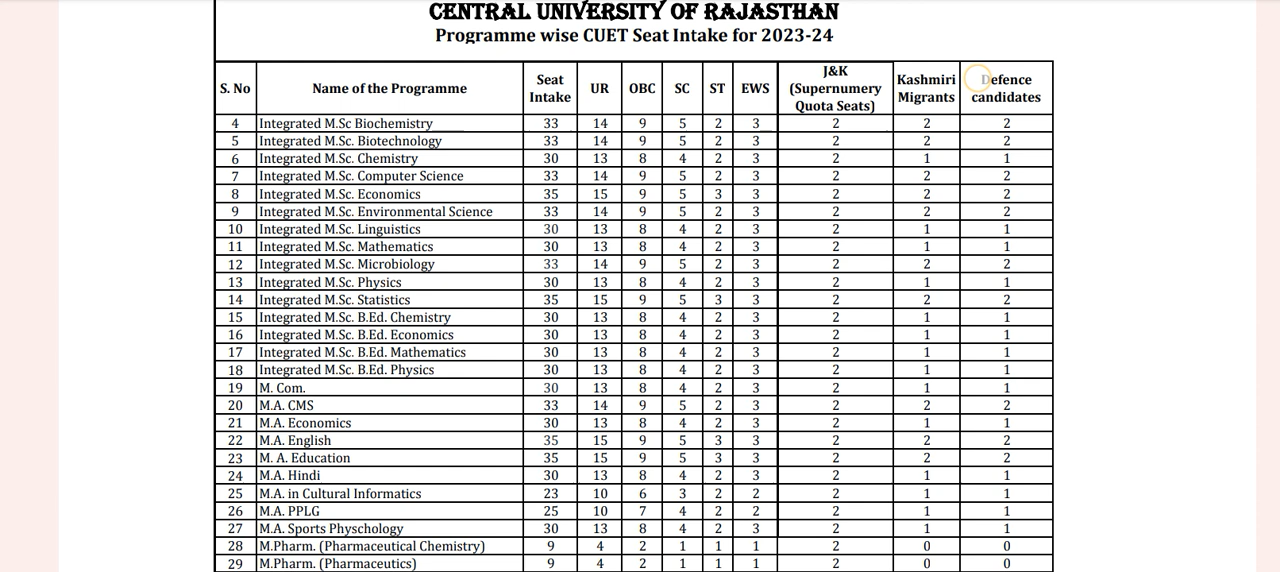 CENTRAL UNIVERSITY OF RAJASTHAN
Programme wise CUET Seat Intake for 2023-24
S. No Name of the Programme Seat Intake UR OBC SC ST EWS J&K (Supernumery Quota Seats) Kashmiri Migrants Defence candidates
4 Integrated M.Sc Biochemistry 33 14 9 5 2 3 2 2 2
5 Integrated M.Sc. Biotechnology 33 14 9 5 2 3 2 2 2
6 Integrated M.Sc. Chemistry 30 13 8 4 2 3 2 1 1
7 Integrated M.Sc. Computer Science 33 14 9 5 2 3 2 2 2
8 Integrated M.Sc. Economics 35 15 9 5 3 3 2 2 2
9 Integrated M.Sc. Environmental Science 33 14 9 5 2 3 2 2 2
10 Integrated M.Sc. Linguistics 30 13 8 4 2 3 2 1 1
11 Integrated M.Sc. Mathematics 30 13 8 4 2 3 2 1 1
12 Integrated M.Sc. Microbiology 33 14 9 5 2 3 2 2 2
13 Integrated M.Sc. Physics 30 13 8 4 2 3 2 1 1
14 Integrated M.Sc. Statistics 35 15 9 5 3 3 2 2 2
15 Integrated M.Sc. B.Ed. Chemistry 30 13 8 4 2 3 2 1 1
16 Integrated M.Sc. B.Ed. Economics 30 13 8 4 2 3 2 1 1
17 Integrated M.Sc. B.Ed. Mathematics 30 13 8 4 2 3 2 1 1
18 Integrated M.Sc. B.Ed. Physics 30 13 8 4 2 3 2 1 1
19 M. Com. 30 13 8 4 2 3 2 1 1
20 M.A. CMS 33 14 9 5 2 3 2 2 2
21 M.A. Economics 30 13 8 4 2 3 2 1 1
22 M.A. English 35 15 9 5 3 3 2 2 2
23 M. A. Education 35 15 9 5 3 3 2 2 2
24 M.A. Hindi 30 13 8 4 2 3 2 1 1
25 M.A. in Cultural Informatics 23 10 6 3 2 2 2 1 1
26 M.A. PPLG 25 10 7 4 2 2 2 1 1
27 M.A. Sports Physchology 30 13 8 4 2 3 2 1 1
28 M.Pharm. (Pharmaceutical Chemistry) 9 4 2 1 1 1 2 0 0
29 M.Pharm. (Pharmaceutics) 9 4 2 1 1 1 2 0 0